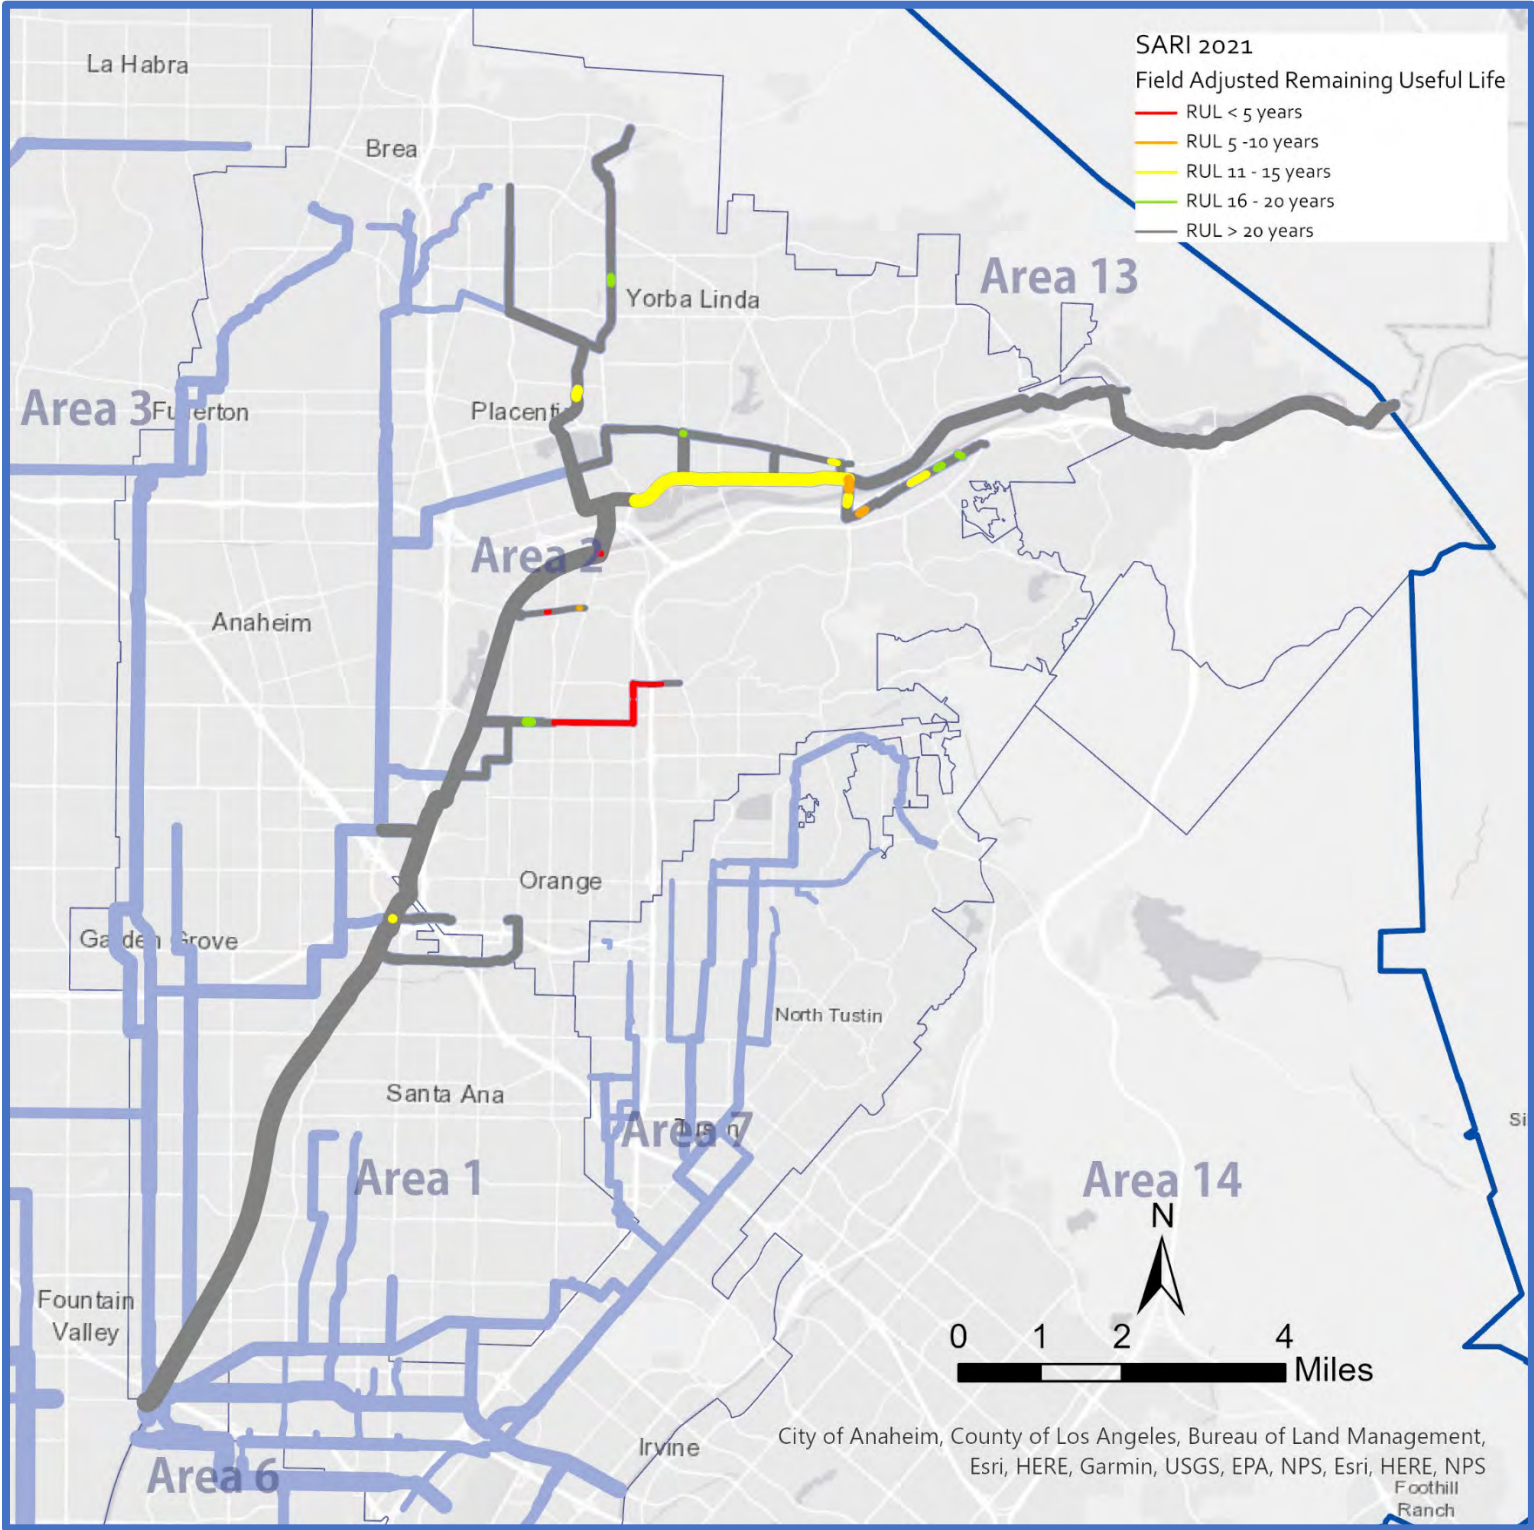 SARI 2021
Field Adjusted Remaining Useful Life
RUL < 5 years
RUL 5 -10 years
RUL 11 - 15 years
RUL 16 - 20 years
RUL > 20 years
La Habra
Brea
Area 13
Yorba Linda
Area 3
Fullerton
Placentia
Area 2
Anaheim
Orange
Garden Grove
North Tustin
Santa Ana
Area 7
Tustin
Si
Area 1
Area 14
N
Fountain
Valley
0 1 2 4
Miles
City of Anaheim, County of Los Angeles, Bureau of Land Management,
Esri, HERE, Garmin, USGS, EPA, NPS, Esri, HERE, NPS
Irvine
Area 6
Foothill
Ranch